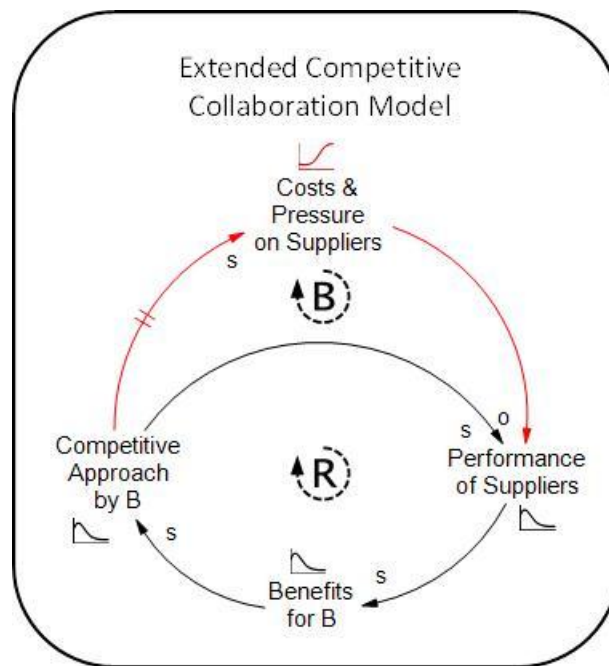 Extended Competitive
Collaboration Model
Costs &
Pressure
on Suppliers
s
B
s
o
Competitive
Approach
by B
R
Performance
of Suppliers
s
s
Benefits
for B